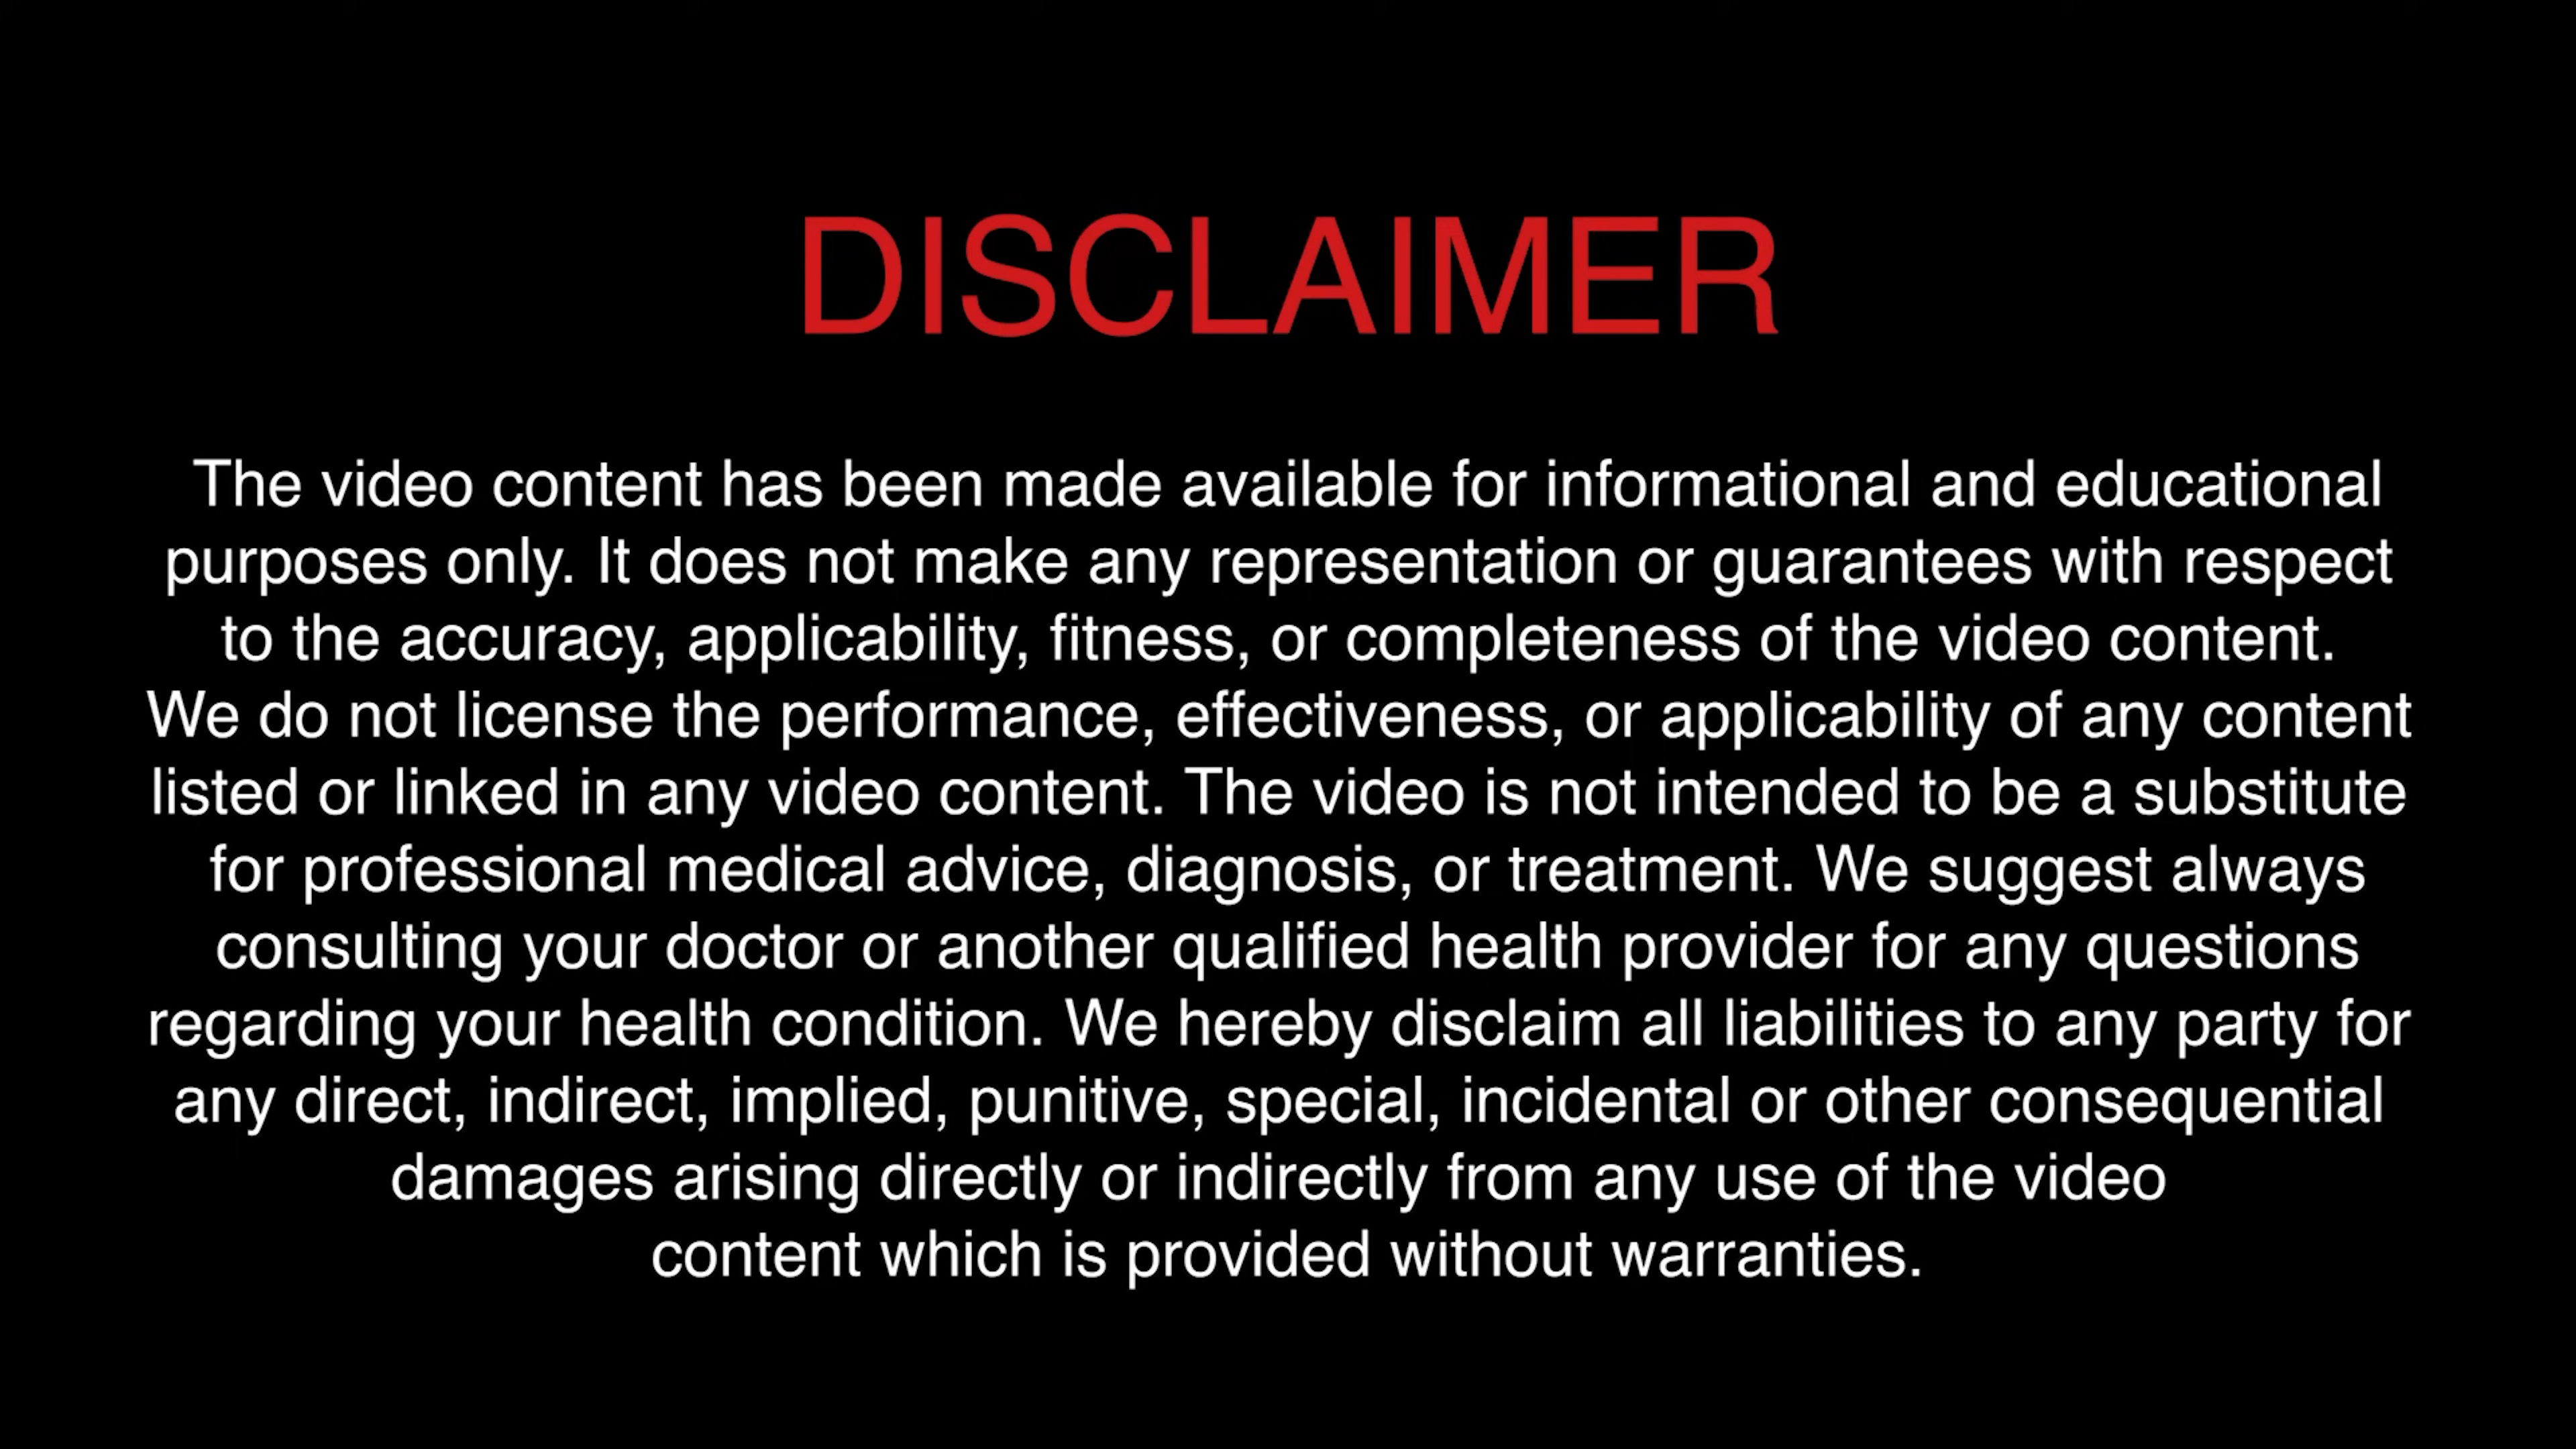 DISCLAIMER
The video content has been made available for informational and educational
purposes only. It does not make any representation or guarantees with respect
to the accuracy, applicability, fitness, or completeness of the video content.
We do not license the performance, effectiveness, or applicability of any content
listed or linked in any video content. The video is not intended to be a substitute
for professional medical advice, diagnosis, or treatment. We suggest always
consulting your doctor or another qualified health provider for any questions
regarding your health condition. We hereby disclaim all liabilities to any party for
any direct, indirect, implied, punitive, special, incidental or other consequential
damages arising directly or indirectly from any use of the video
content which is provided without warranties.